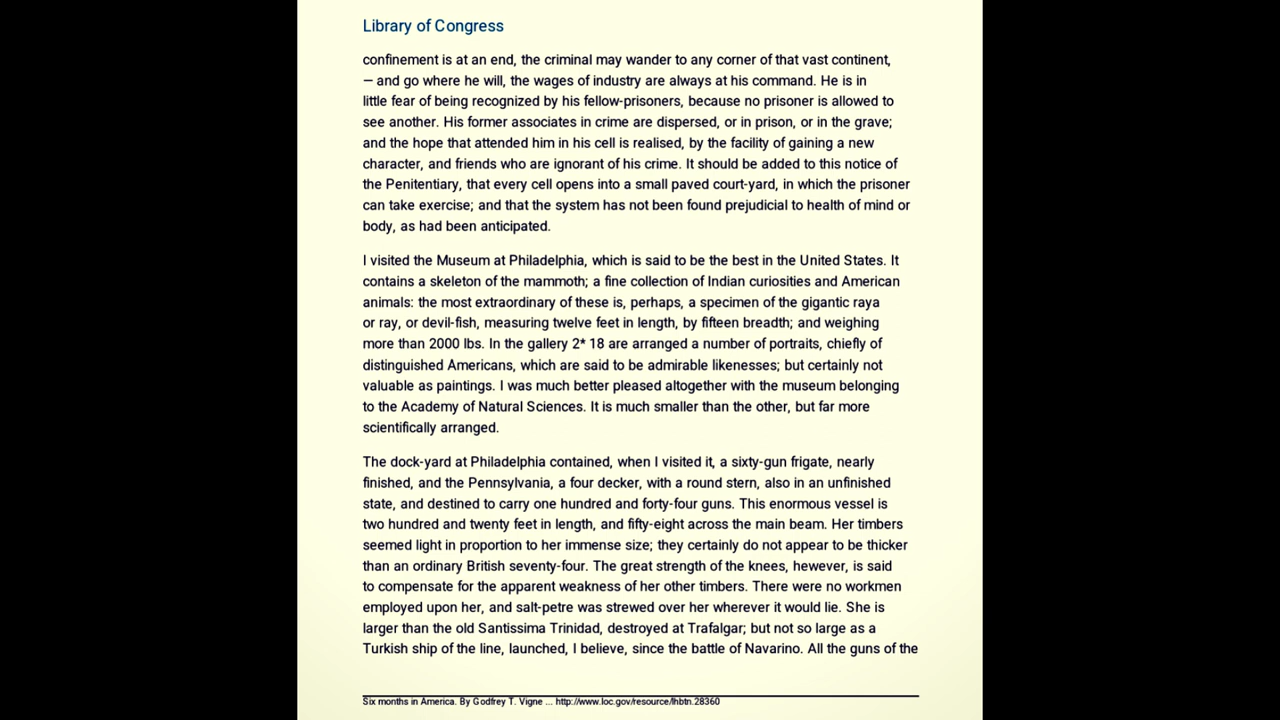 Library of Congress
confinement is at an end, the criminal may wander to any corner of that vast continent,
— and go where he will, the wages of industry are always at his command. He is in
little fear of being recognized by his fellow-prisoners, because no prisoner is allowed to
see another. His former associates in crime are dispersed, or in prison, or in the grave;
and the hope that attended him in his cell is realised, by the facility of gaining a new
character, and friends who are ignorant of his crime. It should be added to this notice of
the Penitentiary, that every cell opens into a small paved court-yard, in which the prisoner
can take exercise; and that the system has not been found prejudicial to health of mind or
body, as had been anticipated.
I visited the Museum at Philadelphia, which is said to be the best in the United States. It
contains a skeleton of the mammoth; a fine collection of Indian curiosities and American
animals: the most extraordinary of these is, perhaps, a specimen of the gigantic raya
or ray, or devil-fish, measuring twelve feet in length, by fifteen breadth; and weighing
more than 2000 lbs. In the gallery 2* 18 are arranged a number of portraits, chiefly of
distinguished Americans, which are said to be admirable likenesses; but certainly not
valuable as paintings. I was much better pleased altogether with the museum belonging
to the Academy of Natural Sciences. It is much smaller than the other, but far more
scientifically arranged.
The dock-yard at Philadelphia contained, when I visited it, a sixty-gun frigate, nearly
finished, and the Pennsylvania, a four decker, with a round stern, also in an unfinished
state, and destined to carry one hundred and forty-four guns. This enormous vessel is
two hundred and twenty feet in length, and fifty-eight across the main beam. Her timbers
seemed light in proportion to her immense size; they certainly do not appear to be thicker
than an ordinary British seventy-four. The great strength of the knees, however, is said
to compensate for the apparent weakness of her other timbers. There were no workmen
employed upon her, and salt-petre was strewed over her wherever it would lie. She is
larger than the old Santissima Trinidad, destroyed at Trafalgar; but not so large as a
Turkish ship of the line, launched, I believe, since the battle of Navarino. All the guns of the
Six months in America. By Godfrey T. Vigne ... http://www.loc.gov/resource/lhbtn.28360